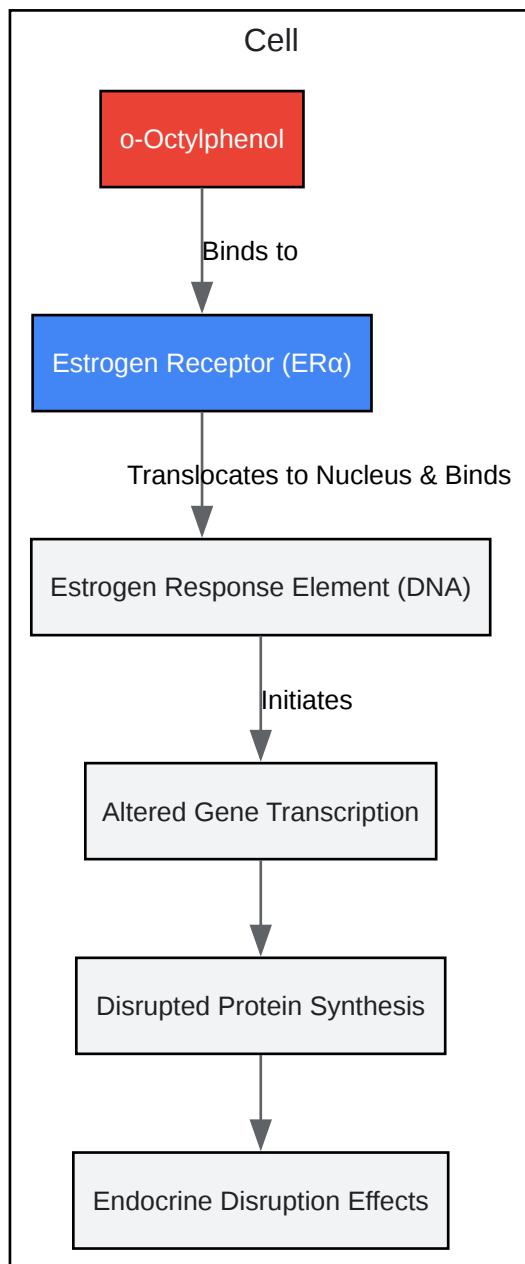 Cell
o-Octylphenol
Binds to
Estrogen Receptor (ERα)
Translocates to Nucleus & Binds
Estrogen Response Element (DNA)
Initiates
Altered Gene Transcription
Disrupted Protein Synthesis
Endocrine Disruption Effects